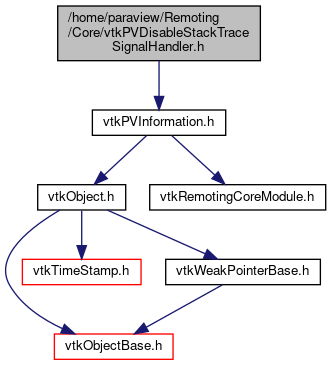 /home/paraview/Remoting
/Core/vtkPVDisableStackTrace
SignalHandler.h
vtkPVInformation.h
vtkObject.h
vtkRemotingCoreModule.h
vtkTimeStamp.h
vtkWeakPointerBase.h
vtkObjectBase.h